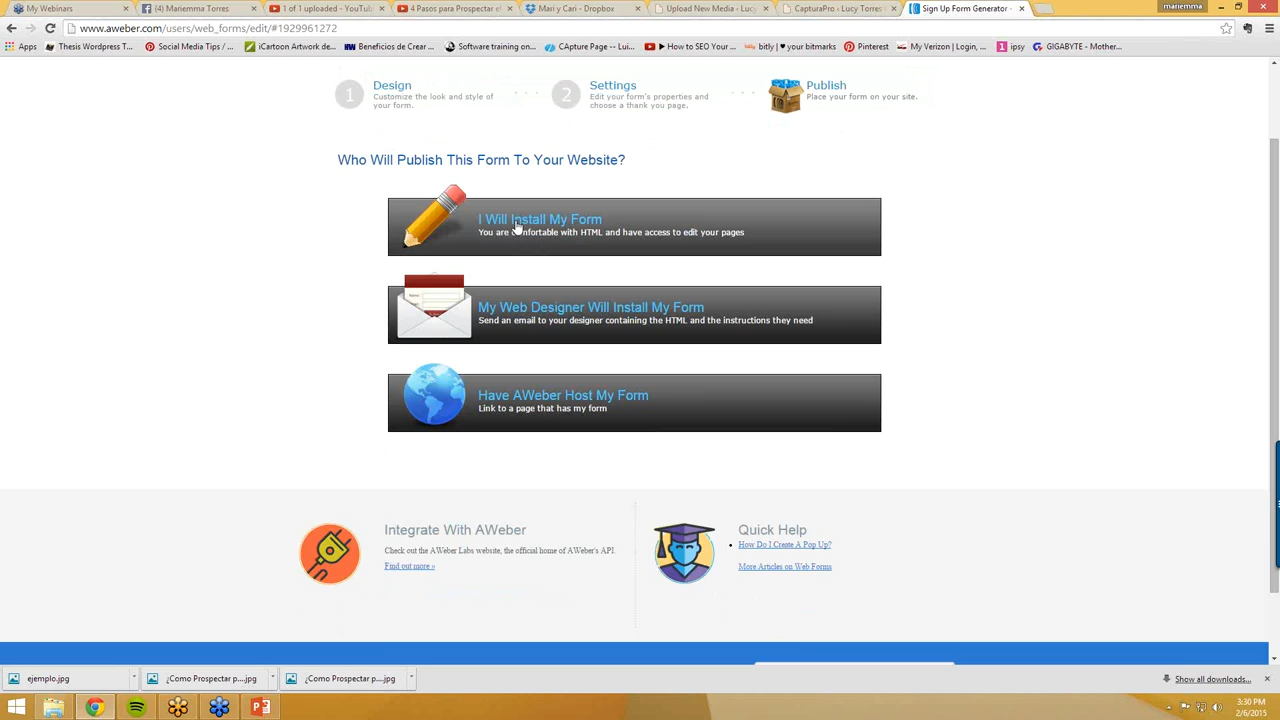 My Webinars
(4) Mariemma Torres
1 of 1 uploaded - YouTub
4 Pasos para Prospectar ef
Mari y Cari - Dropbox
Upload New Media ‹ Lucy
CapturaPro ‹ Lucy Torres
Sign Up Form Generator -
mariemma
www.aweber.com/users/web_forms/edit/#1929961272
Apps
Thesis Wordpress T...
Social Media Tips / ...
iCartoon Artwork de...
Beneficios de Crear ...
Software training on...
CApture Page -- Lui...
How to SEO Your ...
bitly | ♥ your bitmarks
Pinterest
My Verizon | Login, ...
ipsy
GIGABYTE - Mother...
1
Design
Customize the look and style of
your form.
2
Settings
Edit your form's properties and
choose a thank you page.
Publish
Place your form on your site.
Who Will Publish This Form To Your Website?
I Will Install My Form
You are comfortable with HTML and have access to edit your pages
My Web Designer Will Install My Form
Send an email to your designer containing the HTML and the instructions they need
Have AWeber Host My Form
Link to a page that has my form
Integrate With AWeber
Check out the AWeber Labs website, the official home of AWeber's API.
Find out more »
Quick Help
How Do I Create A Pop Up?
More Articles on Web Forms
ejemplo.jpg
¿Como Prospectar p....jpg
¿Como Prospectar p....jpg
Show all downloads...
3:30 PM
2/6/2015